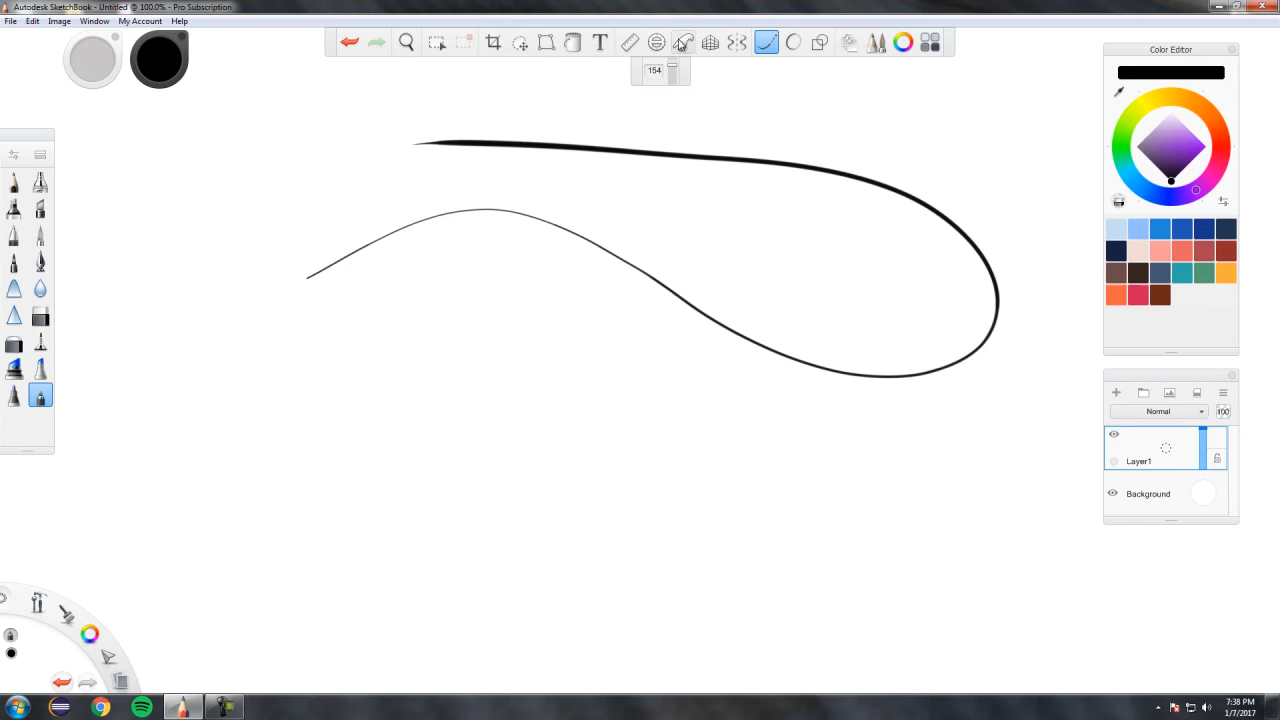 Autodesk SketchBook - Untitled @ 100.0% - Pro Subscription
File Edit Image Window My Account Help
T
154
Color Editor
Normal 100
Layer1
Background
7:38 PM
1/7/2017